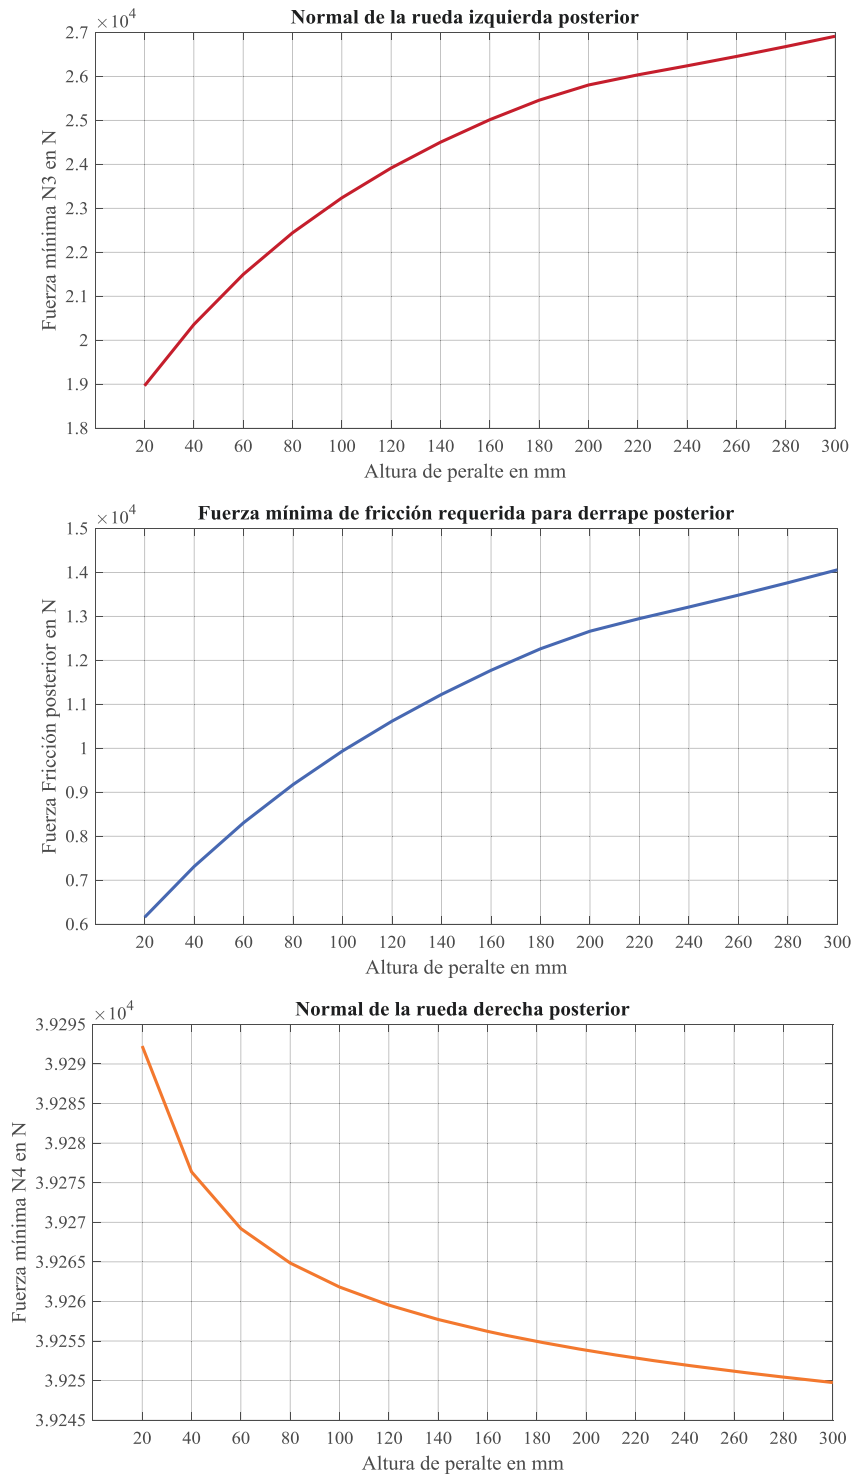 Normal de la rueda izquierda posterior
×10⁴
2.7
2.6
2.5
2.4
2.3
2.2
2.1
2
1.9
1.8
Fuerza mínima N3 en N
20 40 60 80 100 120 140 160 180 200 220 240 260 280 300
Altura de peralte en mm
Fuerza mínima de fricción requerida para derrape posterior
×10⁴
1.5
1.4
1.3
1.2
1.1
1
0.9
0.8
0.7
0.6
Fuerza Fricción posterior en N
20 40 60 80 100 120 140 160 180 200 220 240 260 280 300
Altura de peralte en mm
Normal de la rueda derecha posterior
×10⁴
3.9295
3.929
3.9285
3.928
3.9275
3.927
3.9265
3.926
3.9255
3.925
3.9245
Fuerza mínima N4 en N
20 40 60 80 100 120 140 160 180 200 220 240 260 280 300
Altura de peralte en mm